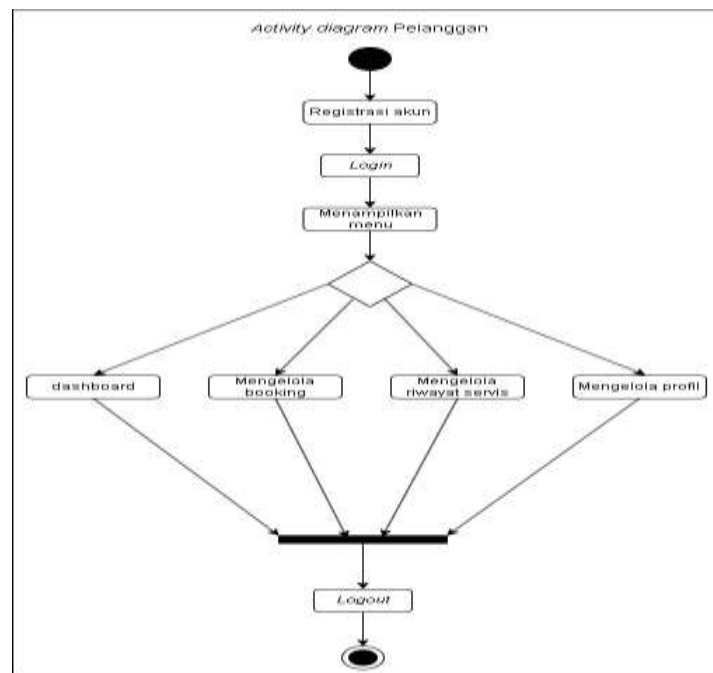 Activity diagram Pelanggan
Registrasi akun
Login
Menampilkan
menu
dashboard
Mengelola
booking
Mengelola
riwayat servis
Mengelola profil
Logout